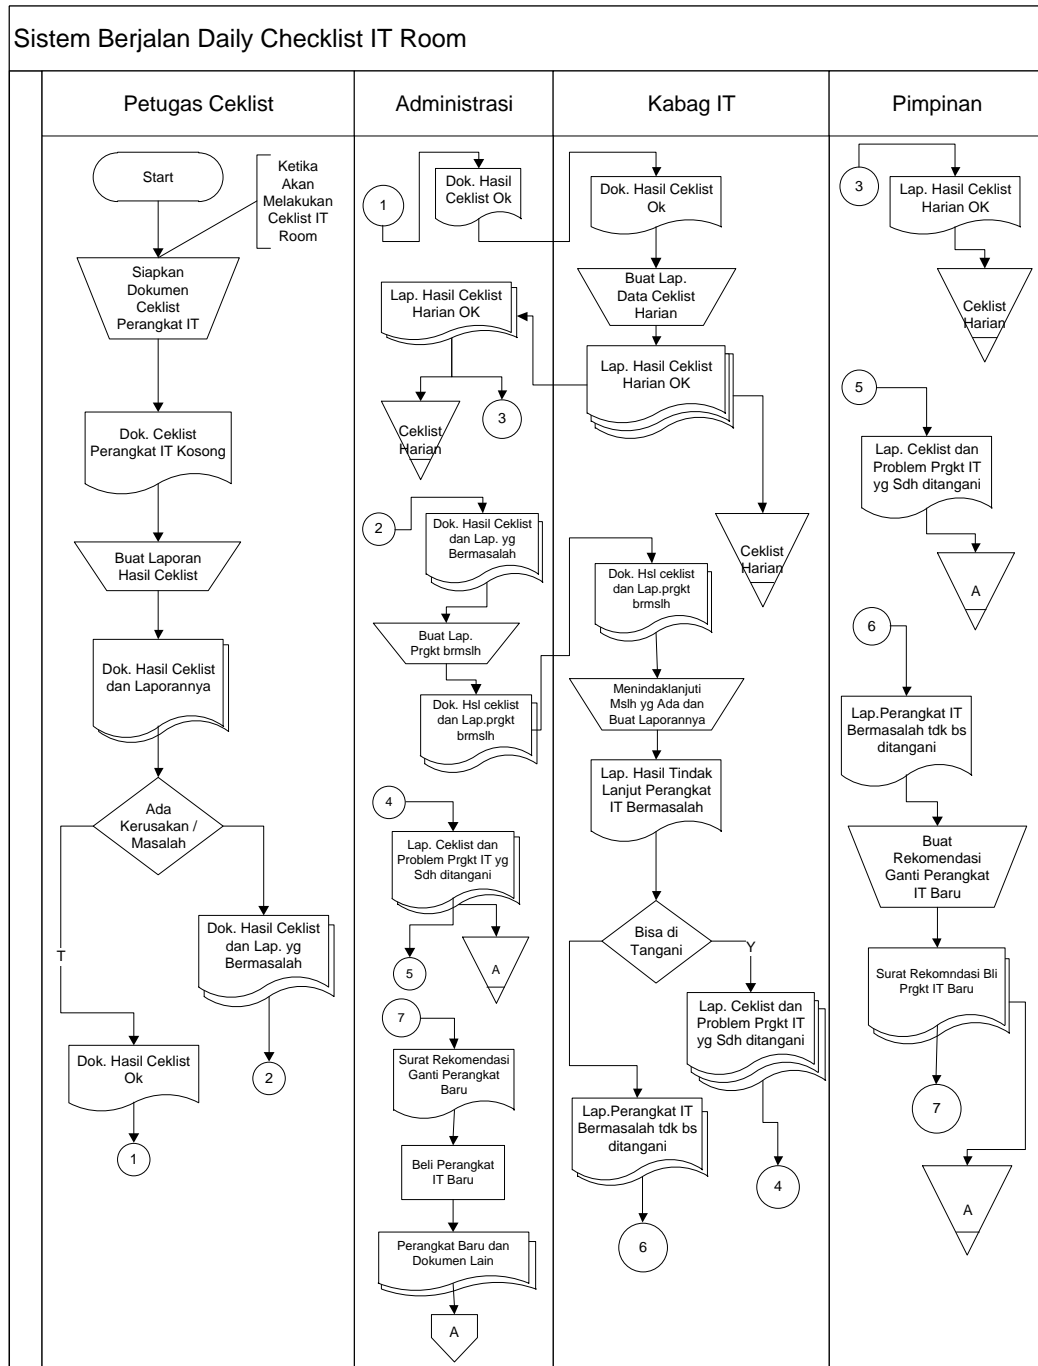 Sistem Berjalan Daily Checklist IT Room
Petugas Ceklist
Administrasi
Kabag IT
Pimpinan
Start
Ketika
Akan
Melakukan
Ceklist IT
Room
Siapkan
Dokumen
Ceklist
Perangkat IT
Dok. Ceklist
Perangkat IT Kosong
Buat Laporan
Hasil Ceklist
Dok. Hasil Ceklist
dan Laporannya
Ada
Kerusakan /
Masalah
T
Dok. Hasil Ceklist
dan Lap. yg
Bermasalah
Dok. Hasil Ceklist
Ok
2
1
1
Dok. Hasil
Ceklist Ok
Lap. Hasil Ceklist
Harian OK
Ceklist
Harian
3
2
Dok. Hasil Ceklist
dan Lap. yg
Bermasalah
Buat Lap.
Prgkt brmslh
Dok. Hsl ceklist
dan Lap.prgkt
brmslh
4
Lap. Ceklist dan
Problem Prgkt IT yg
Sdh ditangani
5
A
7
Surat Rekomendasi
Ganti Perangkat
Baru
Beli Perangkat
IT Baru
Perangkat Baru dan
Dokumen Lain
A
Dok. Hasil Ceklist
Ok
Buat Lap.
Data Ceklist
Harian
Lap. Hasil Ceklist
Harian OK
Ceklist
Harian
Dok. Hsl ceklist
dan Lap.prgkt
brmslh
Menindaklanjuti
Mslh yg Ada dan
Buat Laporannya
Lap. Hasil Tindak
Lanjut Perangkat
IT Bermasalah
Bisa di
Tangani
Y
Lap. Ceklist dan
Problem Prgkt IT
yg Sdh ditangani
Lap.Perangkat IT
Bermasalah tdk bs
ditangani
4
6
3
Lap. Hasil Ceklist
Harian OK
Ceklist
Harian
5
Lap. Ceklist dan
Problem Prgkt IT
yg Sdh ditangani
A
6
Lap.Perangkat IT
Bermasalah tdk bs
ditangani
Buat
Rekomendasi
Ganti Perangkat
IT Baru
Surat Rekomndasi Bli
Prgkt IT Baru
7
A